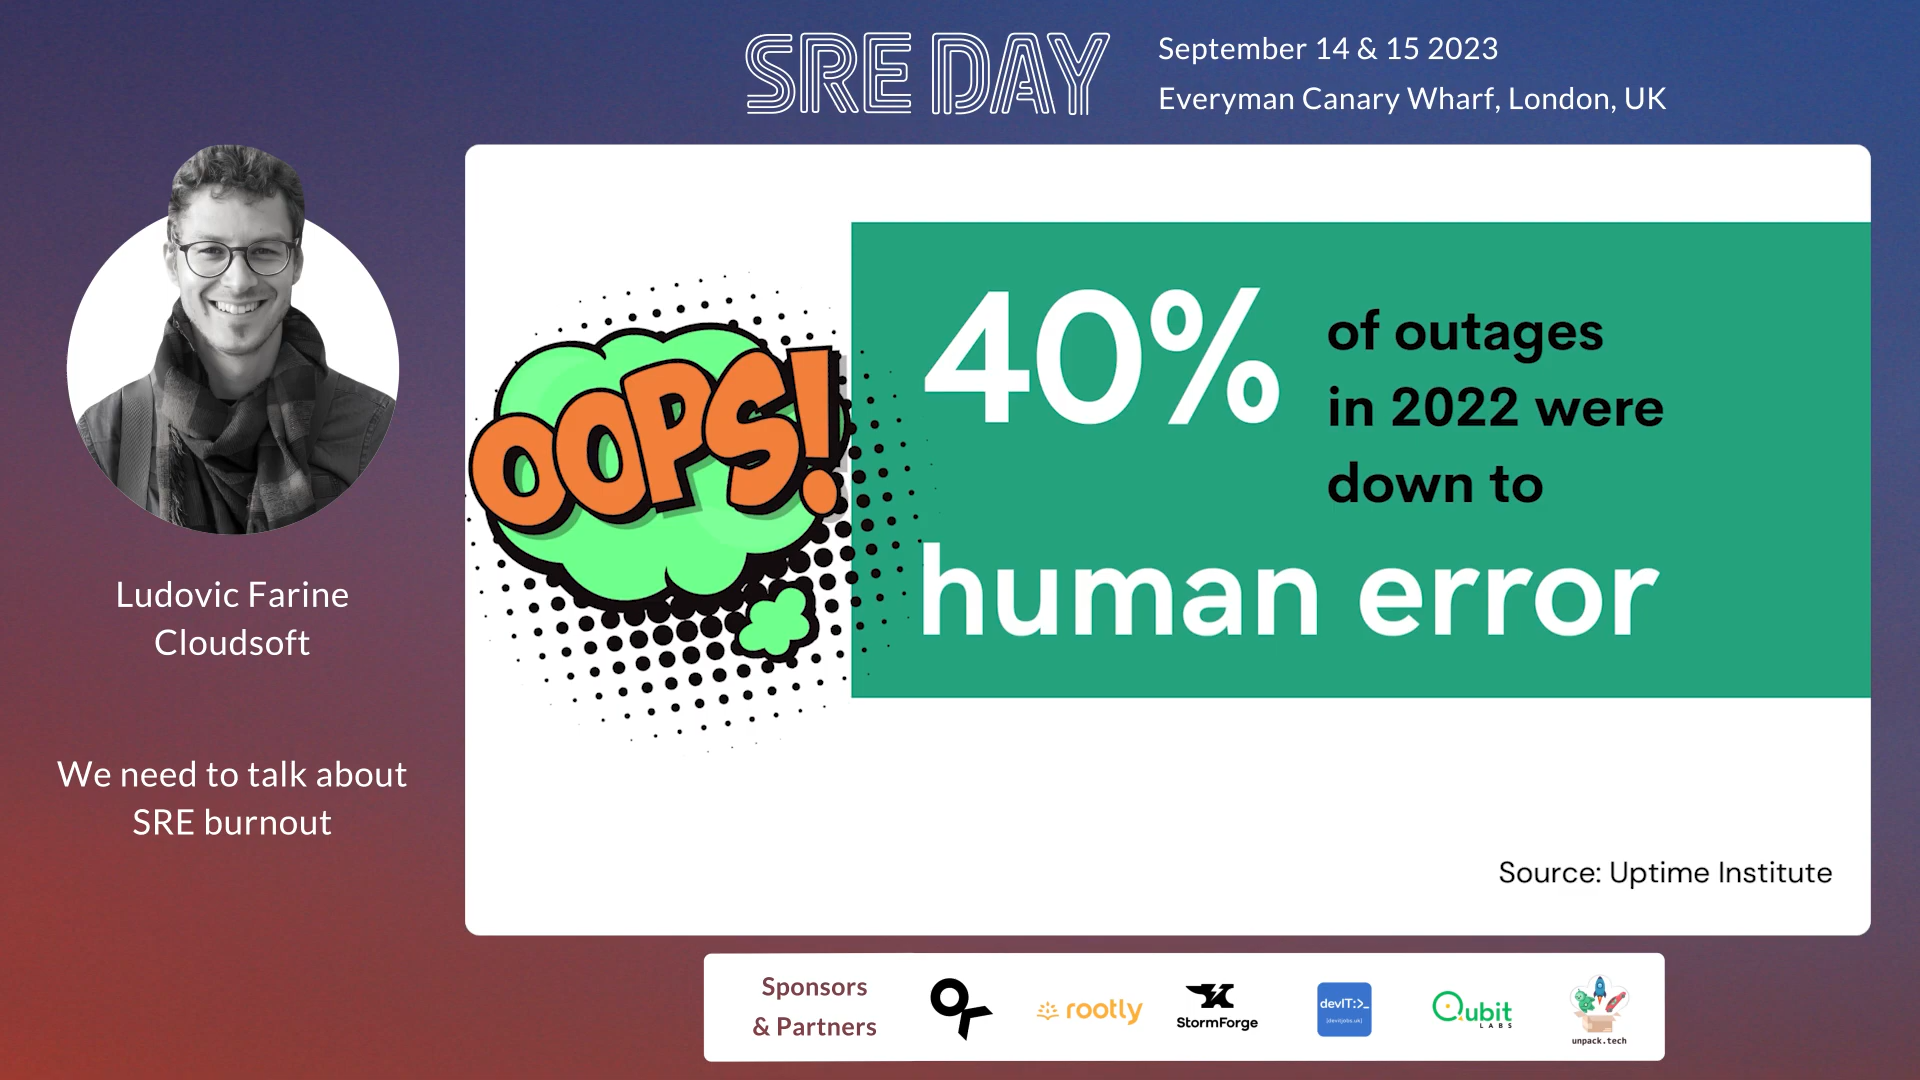 SRE DAY
September 14 & 15 2023
Everyman Canary Wharf, London, UK
Ludovic Farine
Cloudsoft
We need to talk about
SRE burnout
OOPS!
40%
of outages
in 2022 were
down to
human error
Source: Uptime Institute
Sponsors
& Partners
rootly
StormForge
devIT:>_
[devitjobs.uk]
Qubit
LABS
unpack.tech